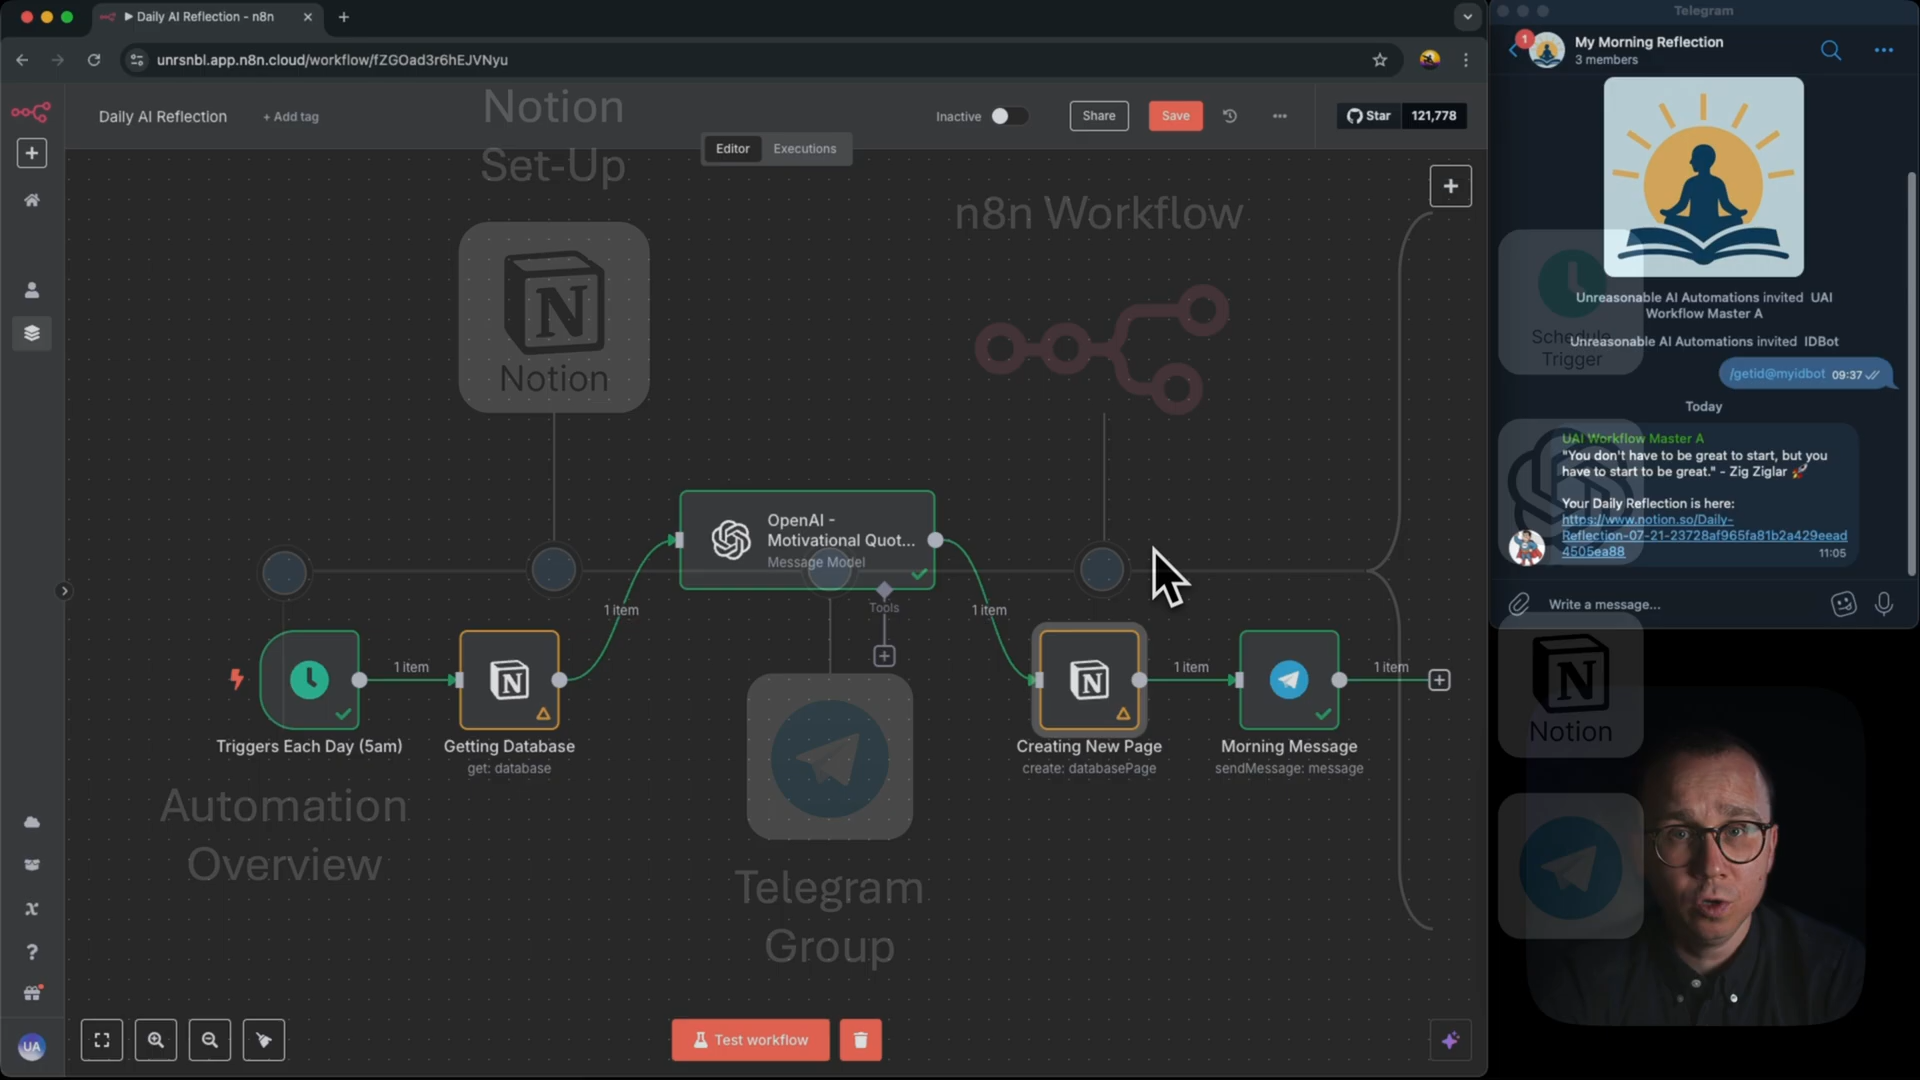 Daily AI Reflection - n8n
unrsnbl.app.n8n.cloud/workflow/fZGOad3r6hEJVNyu
Daily AI Reflection
+ Add tag
Inactive
Share
Save
Star
121,778
Editor
Executions
Notion
Set-Up
Notion
n8n Workflow
OpenAI -
Motivational Quot...
Message Model
Tools
1 item
1 item
1 item
1 item
1 item
Triggers Each Day (5am)
Getting Database
get: database
Creating New Page
create: databasePage
Morning Message
sendMessage: message
Automation
Overview
Telegram
Group
Test workflow
UA
Telegram
1
My Morning Reflection
3 members
Unreasonable AI Automations invited UAI
Workflow Master A
Unreasonable AI Automations invited IDBot
Schedule
Trigger
/getid@myidbot 09:37
Today
UAI Workflow Master A
"You don't have to be great to start, but you
have to start to be great." - Zig Ziglar 🚀
Your Daily Reflection is here:
https://www.notion.so/Daily-
Reflection-07-21-23728af965fa81b2a429eead
4505ea88
11:05
Write a message...
Notion